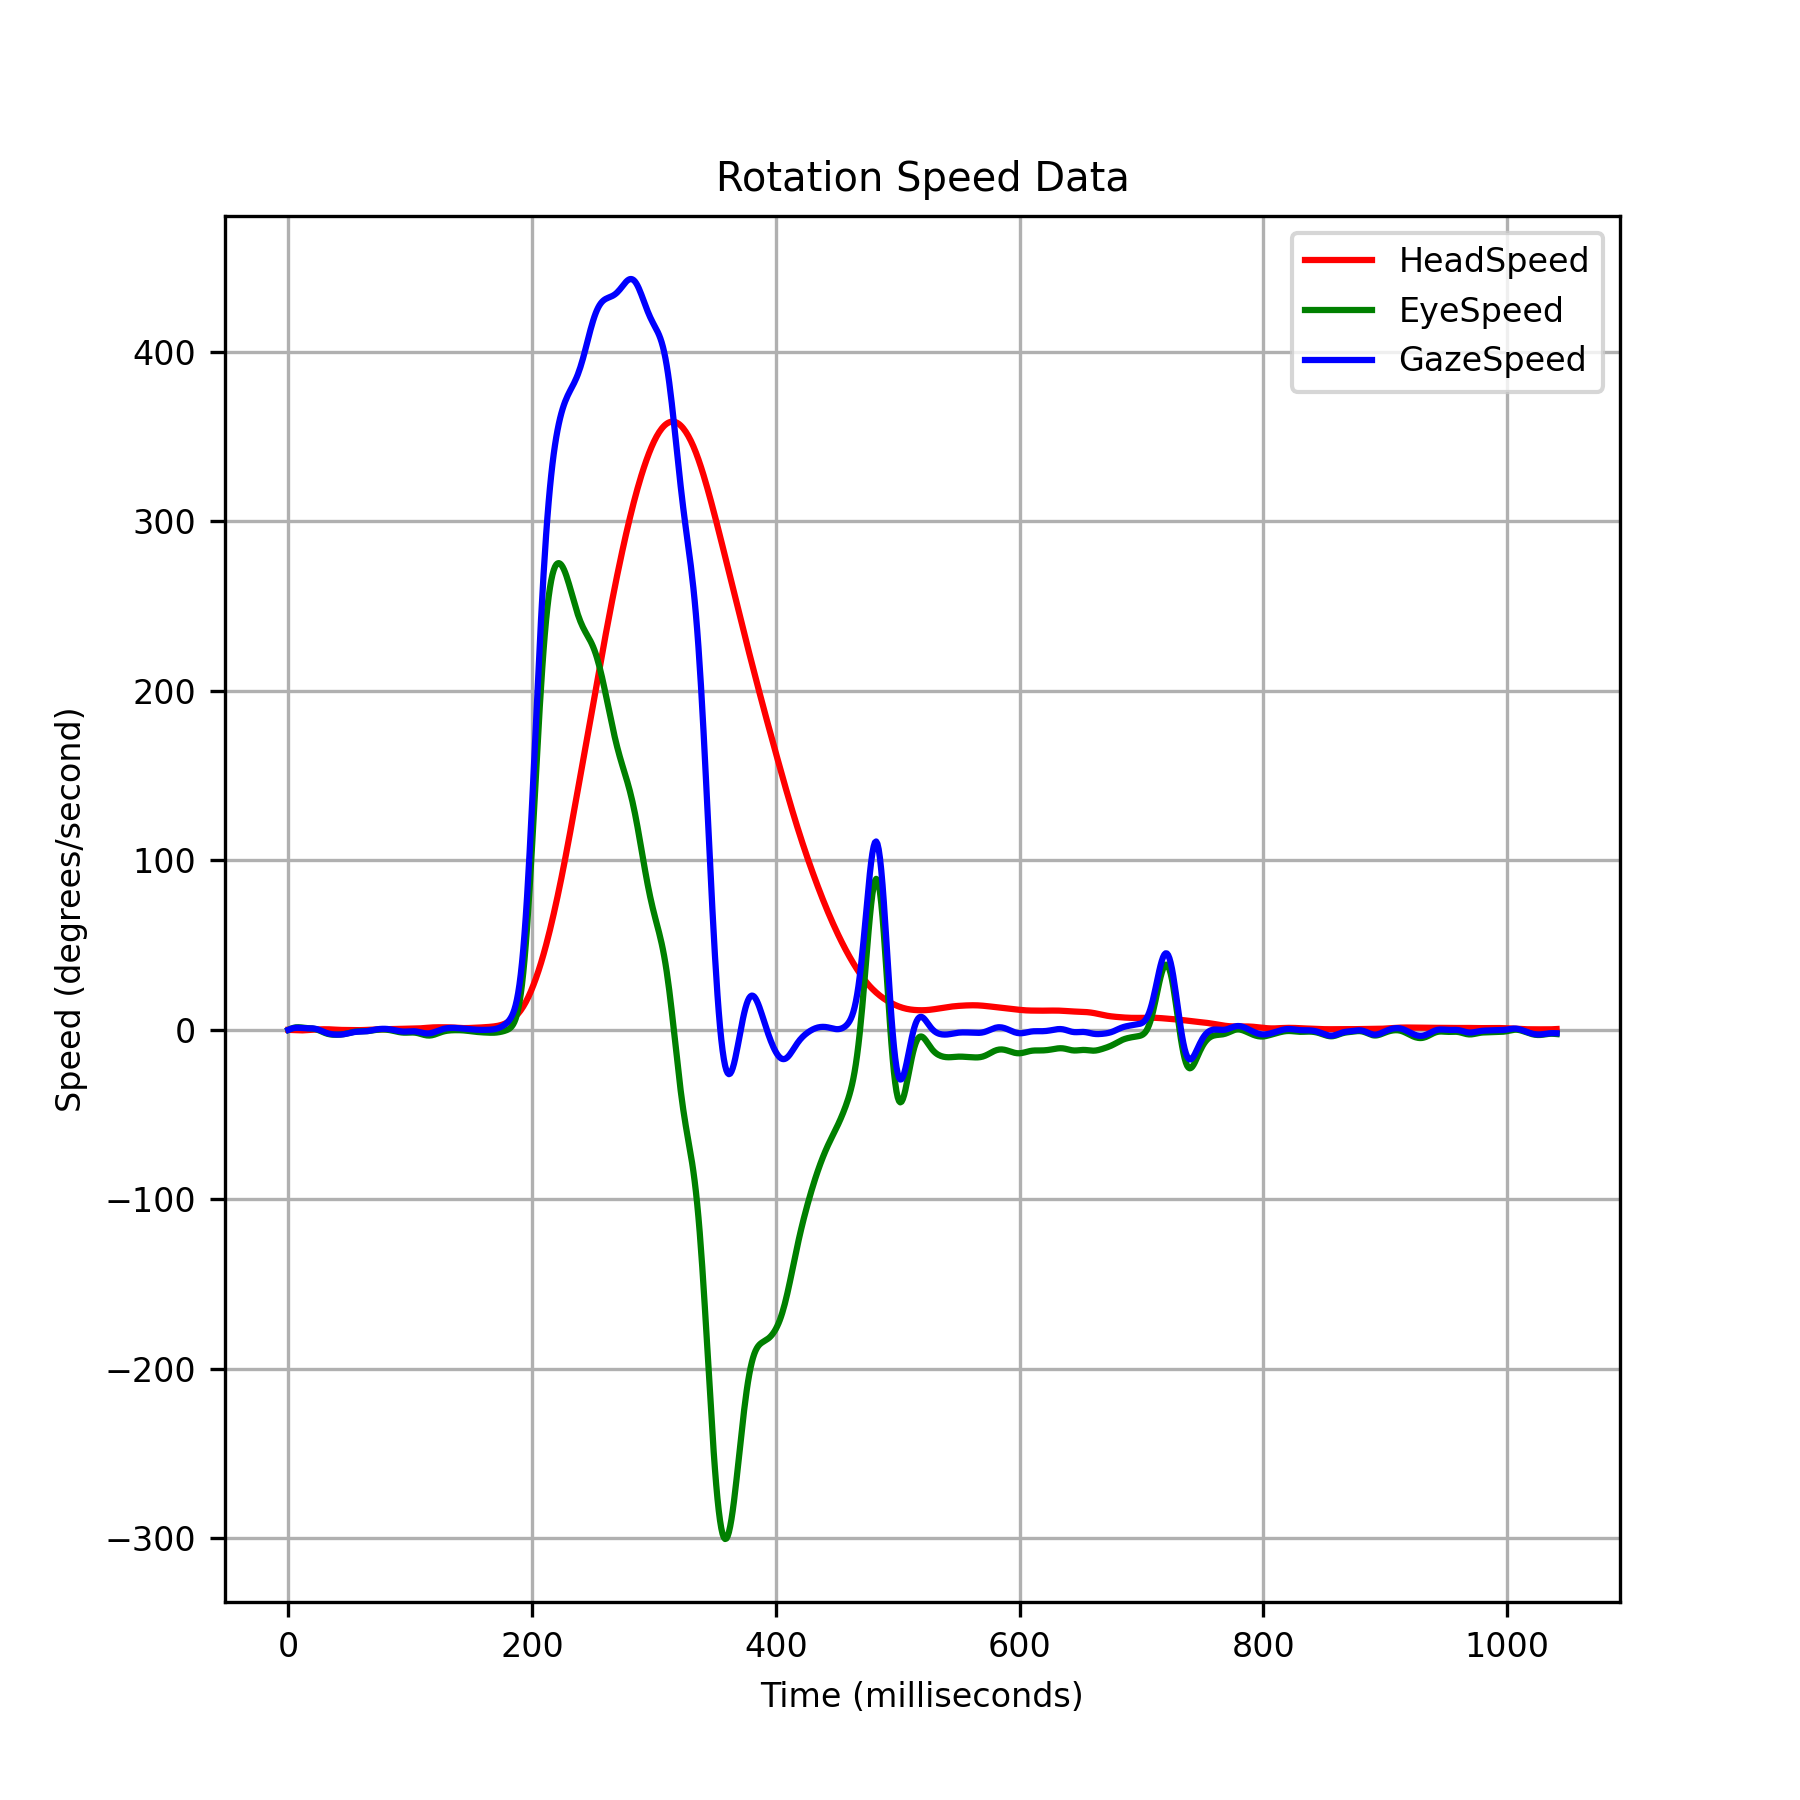 Rotation Speed Data
HeadSpeed
EyeSpeed
GazeSpeed
Speed (degrees/second)
400
300
200
100
0
−100
−200
−300
0 200 400 600 800 1000
Time (milliseconds)